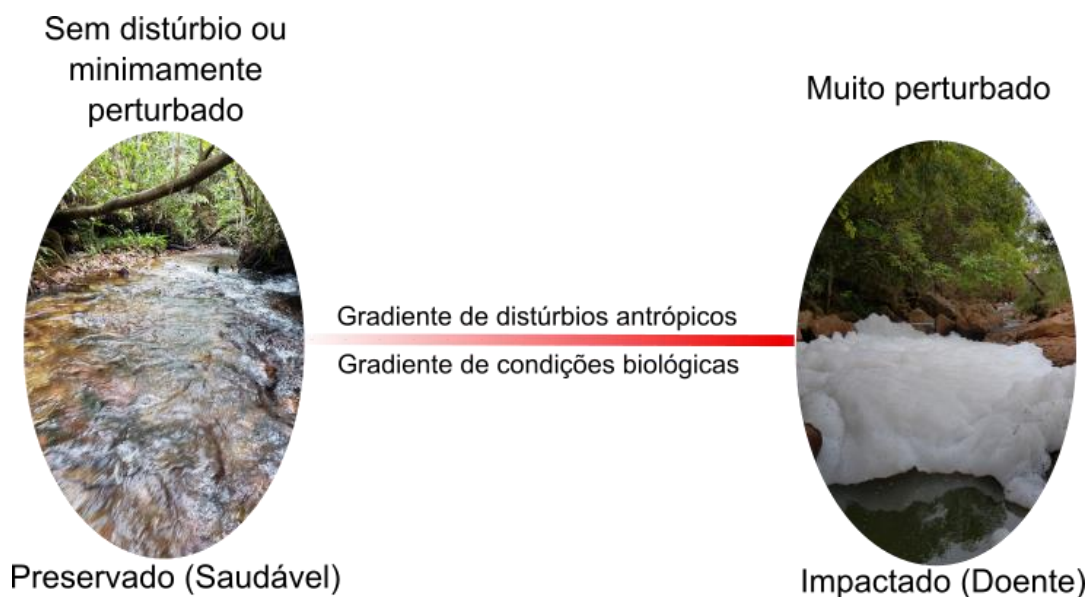 Sem distúrbio ou
minimamente
perturbado
Muito perturbado
Gradiente de distúrbios antrópicos
Gradiente de condições biológicas
Preservado (Saudável)
Impactado (Doente)